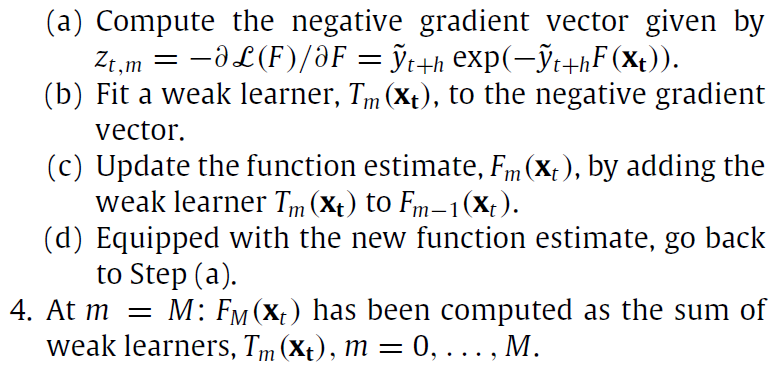 (a) Compute the negative gradient vector given by
z_{t,m} = −∂ℒ(F)/∂F = ỹ_{t+h} exp(−ỹ_{t+h}F(𝐱_𝐭)).
(b) Fit a weak learner, T_m(𝐱_𝐭), to the negative gradient
vector.
(c) Update the function estimate, F_m(𝐱_t), by adding the
weak learner T_m(𝐱_𝐭) to F_{m−1}(𝐱_t).
(d) Equipped with the new function estimate, go back
to Step (a).
4. At m = M: F_M(𝐱_t) has been computed as the sum of
weak learners, T_m(𝐱_𝐭), m = 0, . . . , M.